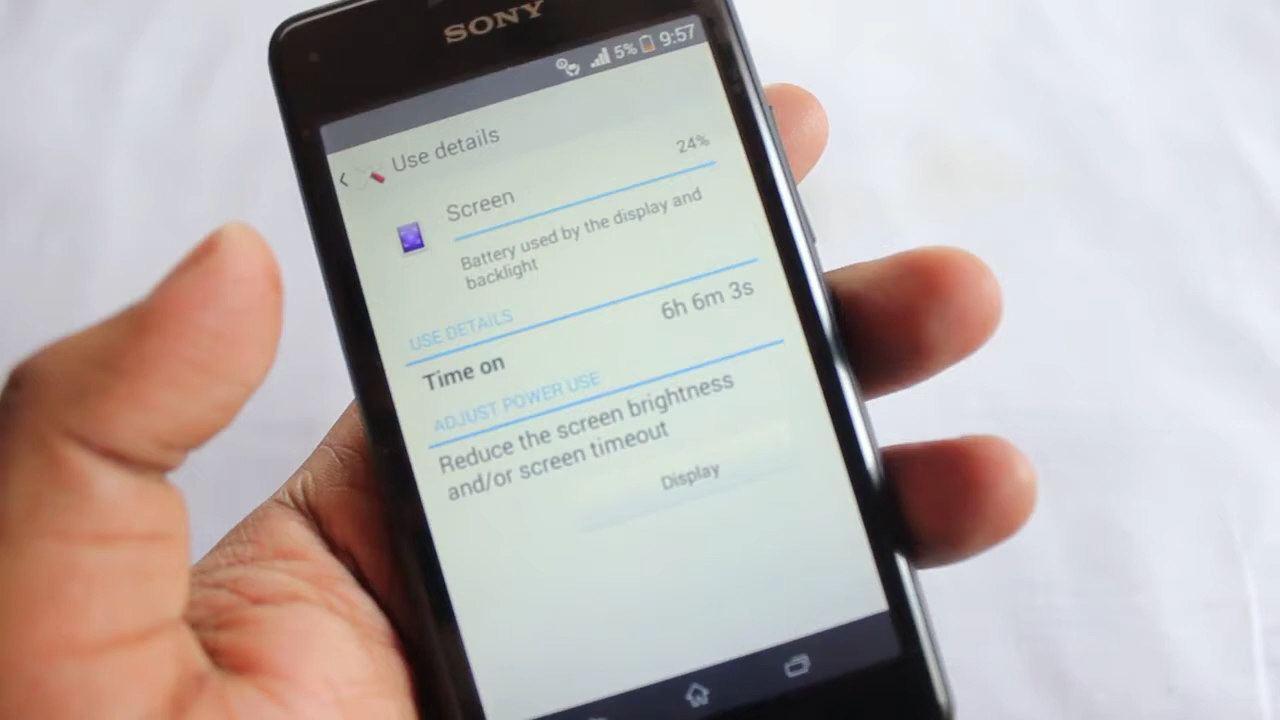 SONY
5% 9:57
Use details
Screen 24%
Battery used by the display and
backlight
USE DETAILS
Time on 6h 6m 3s
ADJUST POWER USE
Reduce the screen brightness
and/or screen timeout
Display